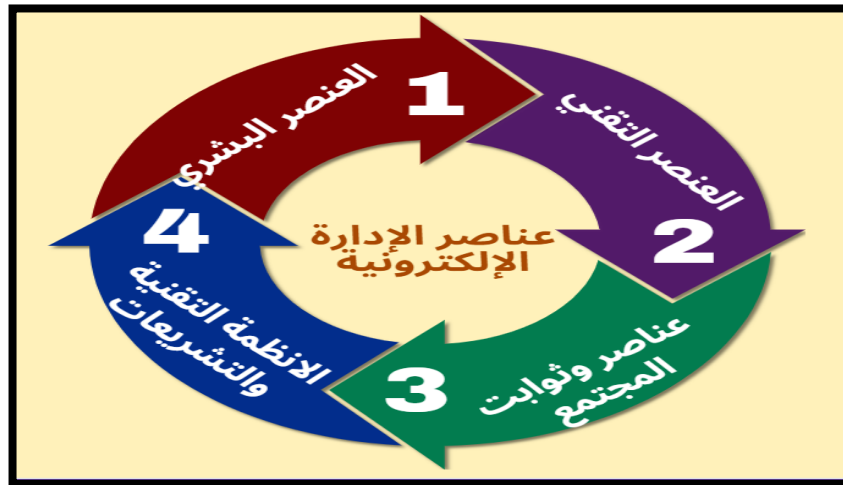 1
العنصر البشري
2
العنصر التقني
3
عناصر وثوابت
المجتمع
4
الانظمة التقنية
والتشريعات
عناصر الإدارة
الإلكترونية